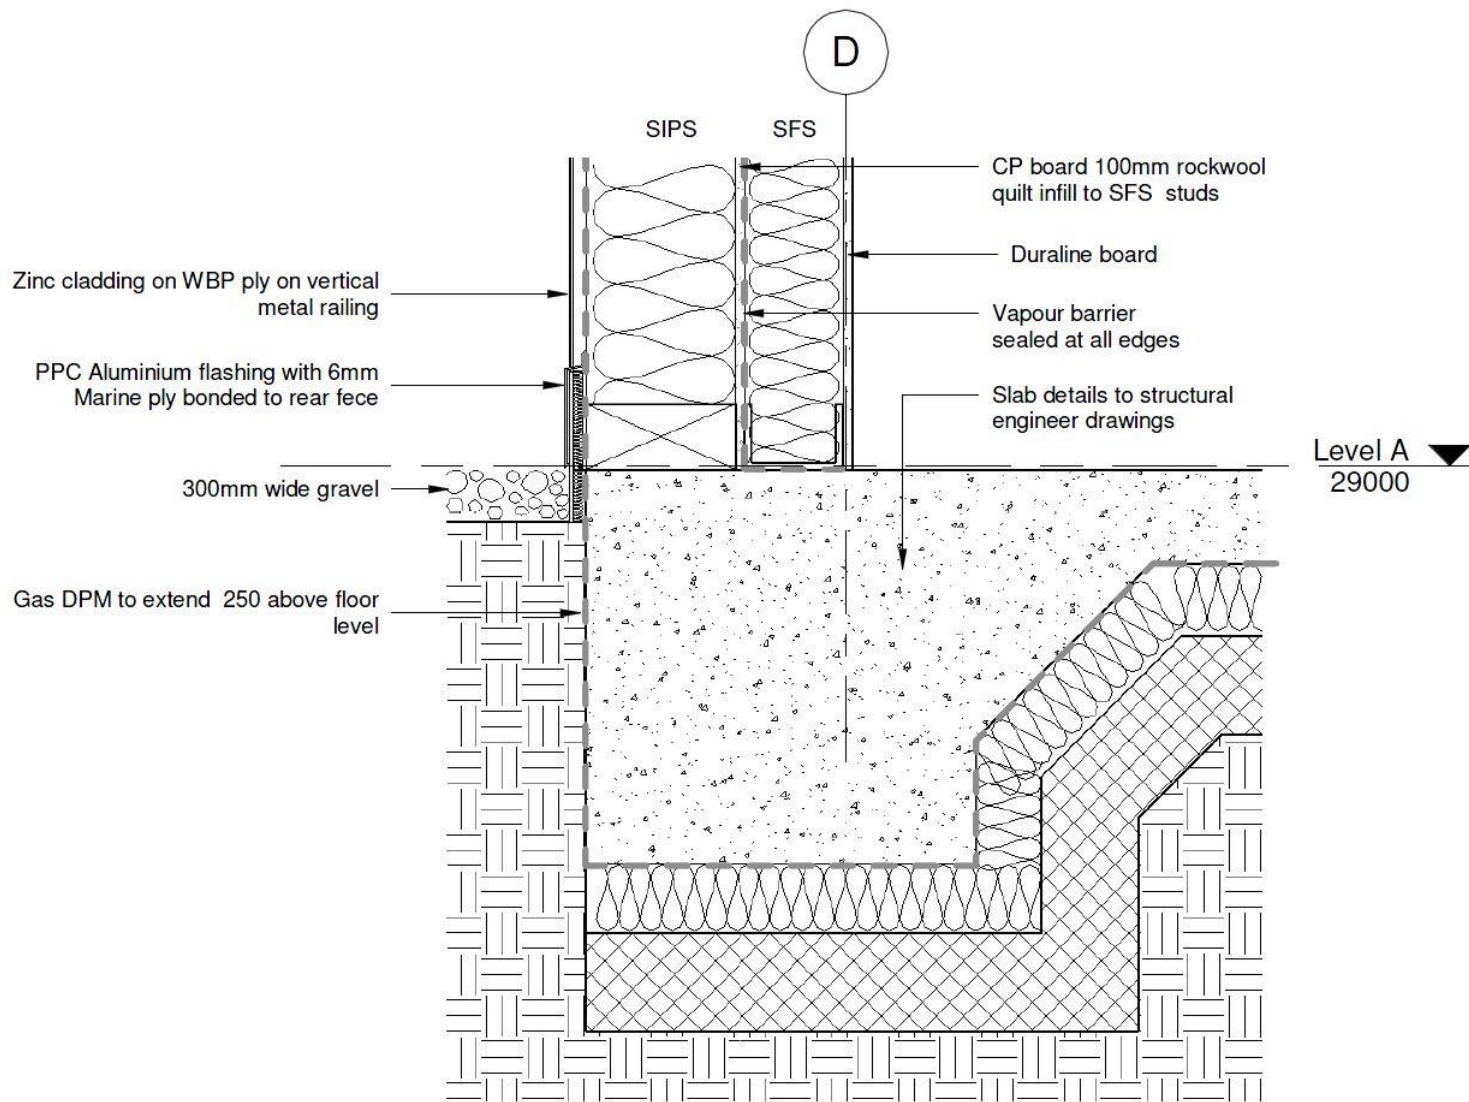 D
SIPS
SFS
CP board 100mm rockwool
quilt infill to SFS studs
Duraline board
Zinc cladding on WBP ply on vertical
metal railing
Vapour barrier
sealed at all edges
PPC Aluminium flashing with 6mm
Marine ply bonded to rear fece
Slab details to structural
engineer drawings
Level A
29000
300mm wide gravel
Gas DPM to extend 250 above floor
level